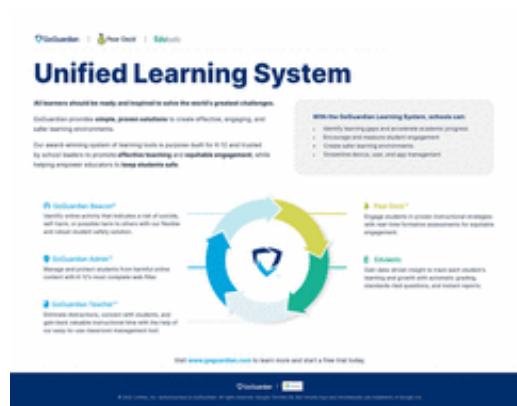 GoGuardian | Pear Deck | Edulastic
Unified Learning System
All learners should be ready and inspired to solve the world's greatest challenges.
GoGuardian provides simple, proven solutions to create effective, engaging, and
safer learning environments.
Our award-winning system of learning tools is purpose-built for K-12 and trusted
by school leaders to promote effective teaching and equitable engagement, while
helping empower educators to keep students safe.
With the GoGuardian Learning System, schools can:
Identify learning gaps and accelerate academic progress
Encourage and measure student engagement
Create safer learning environments
Streamline device, user, and app management
GoGuardian Beacon®
Identify online activity that indicates a risk of suicide,
self-harm, or possible harm to others with our flexible
and robust student safety solution.
GoGuardian Admin™
Manage and protect students from harmful online
content with K-12's most complete web filter.
GoGuardian Teacher™
Eliminate distractions, connect with students, and
gain back valuable instructional time with the help of
our easy-to-use classroom management tool.
Pear Deck™
Engage students in proven instructional strategies
with real-time formative assessments for equitable
engagement.
Edulastic
Gain data-driven insight to track each student's
learning and growth with automatic grading,
standards-tied questions, and instant reports.
Visit www.goguardian.com to learn more and start a free trial today.
GoGuardian